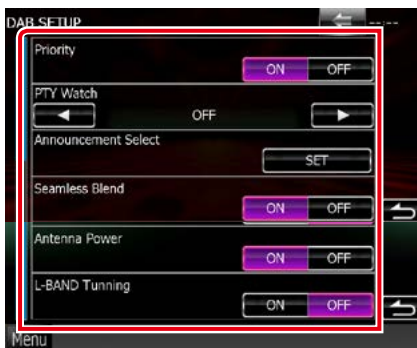 DAB SETUP --:--
Priority
ON OFF
PTY Watch
OFF
Announcement Select
SET
Seamless Blend
ON OFF
Antenna Power
ON OFF
L-BAND Tunning
ON OFF
Menu